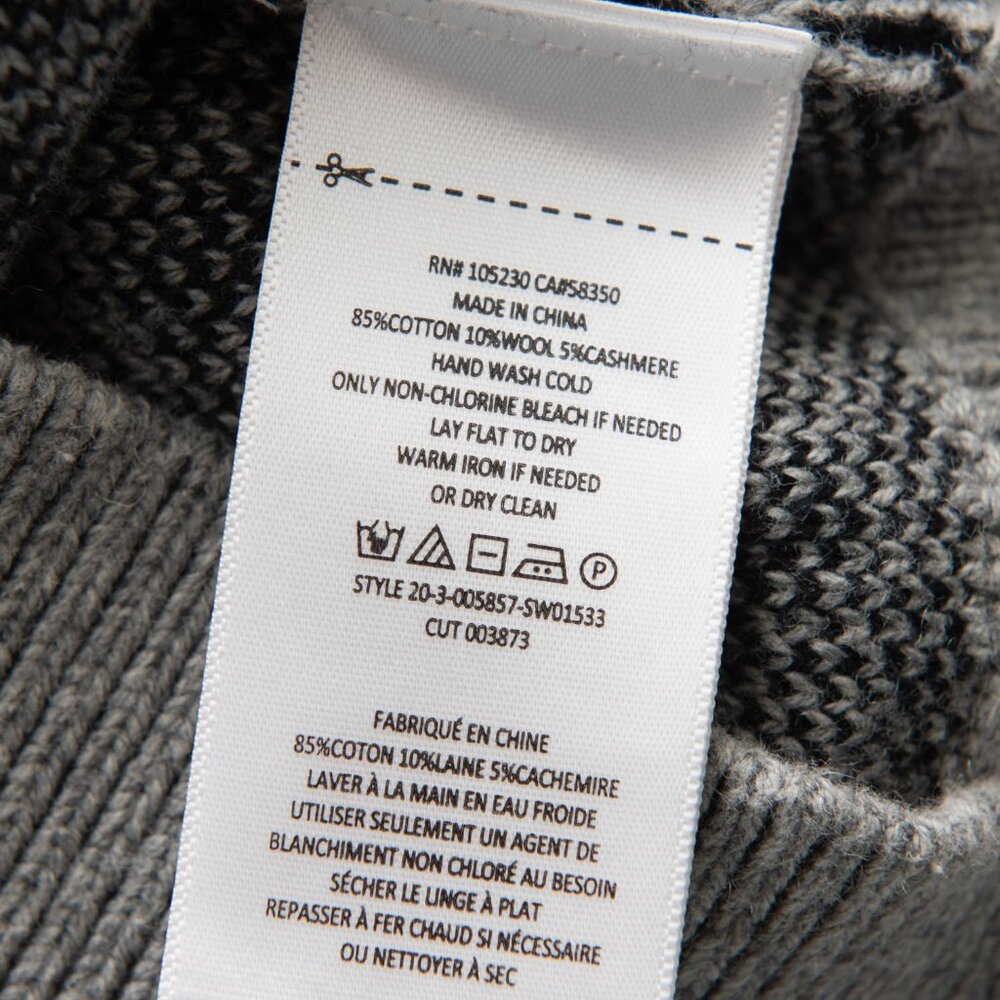 RN# 105230 CA#58350
MADE IN CHINA
85%COTTON 10%WOOL 5%CASHMERE
HAND WASH COLD
ONLY NON-CHLORINE BLEACH IF NEEDED
LAY FLAT TO DRY
WARM IRON IF NEEDED
OR DRY CLEAN
P
STYLE 20-3-005857-SW01533
CUT 003873
FABRIQUÉ EN CHINE
85%COTON 10%LAINE 5%CACHEMIRE
LAVER À LA MAIN EN EAU FROIDE
UTILISER SEULEMENT UN AGENT DE
BLANCHIMENT NON CHLORÉ AU BESOIN
SÉCHER LE LINGE À PLAT
REPASSER À FER CHAUD SI NÉCESSAIRE
OU NETTOYER À SEC